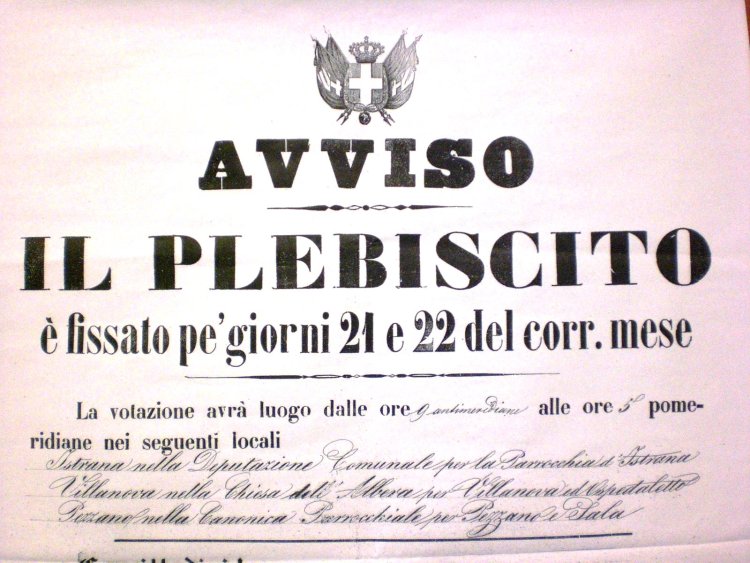 AVVISO
IL PLEBISCITO
è fissato pe' giorni 21 e 22 del corr. mese
La votazione avrà luogo dalle ore 9 antimeridiane alle ore 5 pome-
ridiane nei seguenti locali
Istrana nella Deputazione Comunale per la Parrocchia d'Istrana
Villanova nella Chiesa dell' Albera per Villanova ed Ospedaletto
Pezzano nella Canonica Parrocchiale per Pezzano e Sala